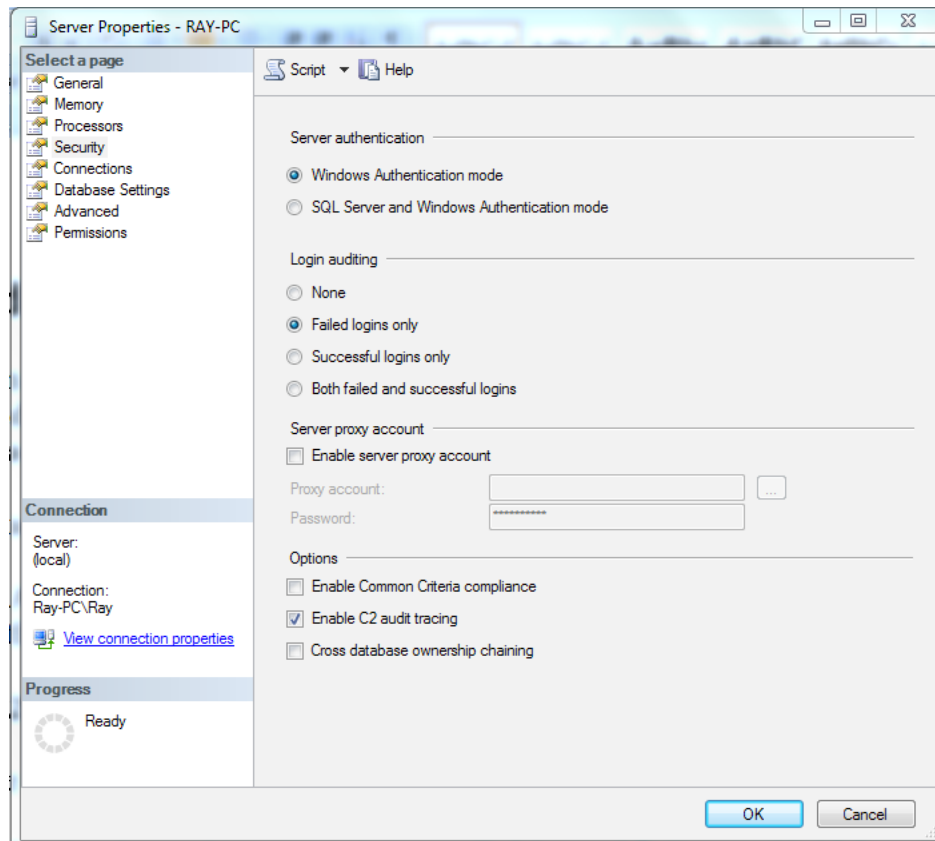 Server Properties - RAY-PC
Select a page
General
Memory
Processors
Security
Connections
Database Settings
Advanced
Permissions
Connection
Server:
(local)
Connection:
Ray-PC\Ray
View connection properties
Progress
Ready
Script Help
Server authentication
Windows Authentication mode
SQL Server and Windows Authentication mode
Login auditing
None
Failed logins only
Successful logins only
Both failed and successful logins
Server proxy account
Enable server proxy account
Proxy account:
...
Password: **********
Options
Enable Common Criteria compliance
Enable C2 audit tracing
Cross database ownership chaining
OK Cancel